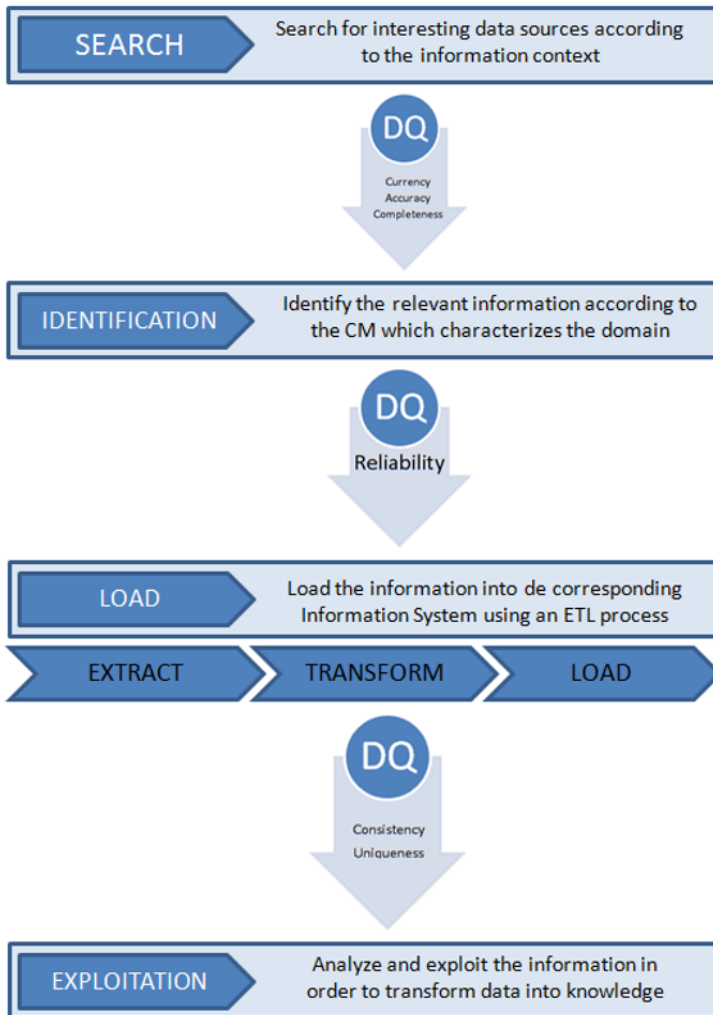 SEARCH
Search for interesting data sources according
to the information context
DQ
Currency
Accuracy
Completeness
IDENTIFICATION
Identify the relevant information according to
the CM which characterizes the domain
DQ
Reliability
LOAD
Load the information into de corresponding
Information System using an ETL process
EXTRACT
TRANSFORM
LOAD
DQ
Consistency
Uniqueness
EXPLOITATION
Analyze and exploit the information in
order to transform data into knowledge